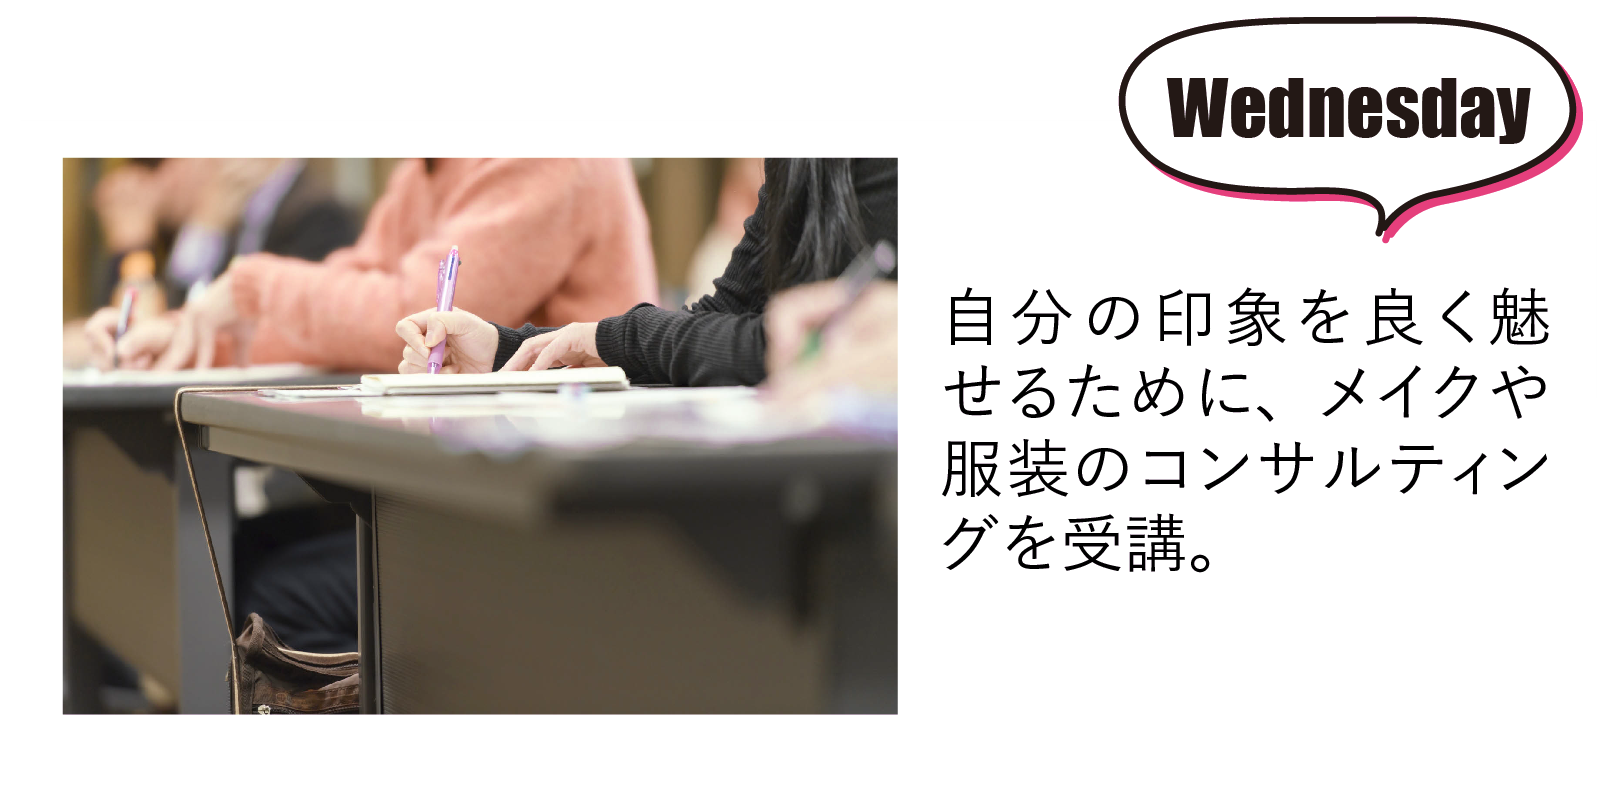 Wednesday
自分の印象を良く魅
せるために、メイクや
服装のコンサルティン
グを受講。